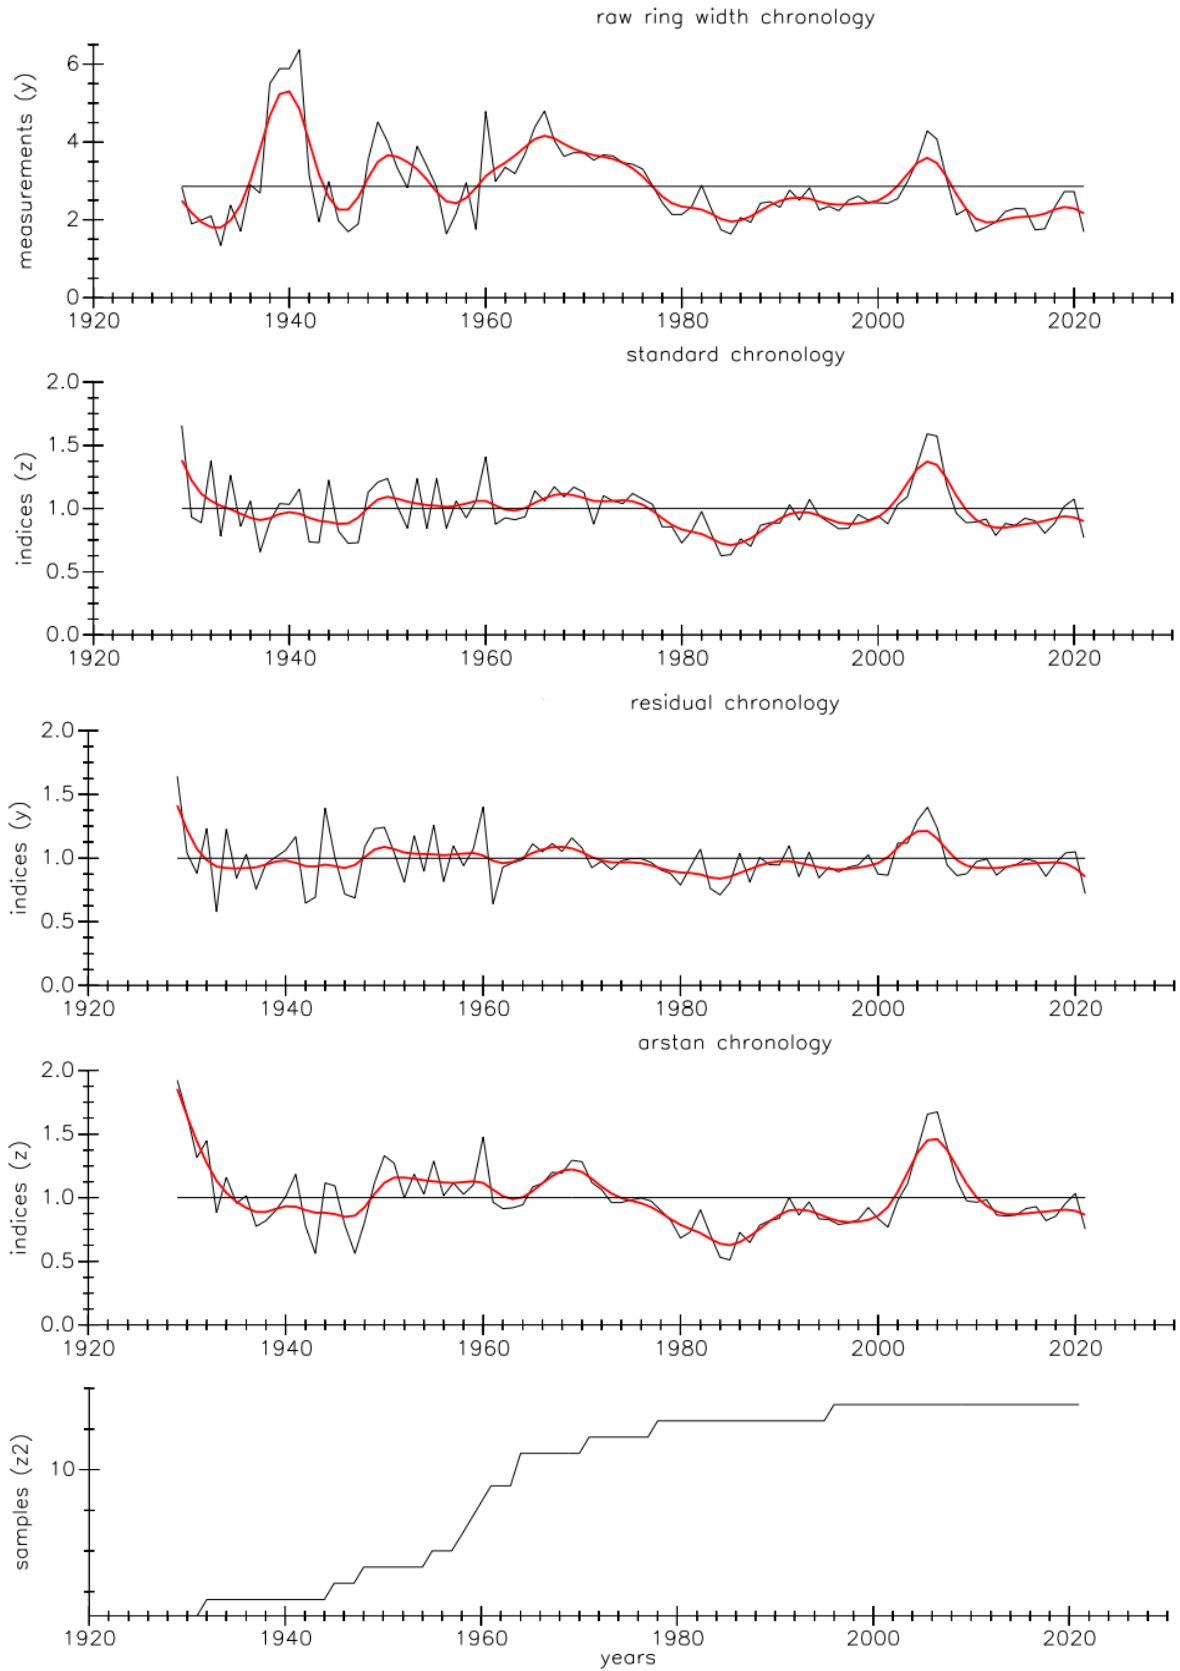 raw ring width chronology
measurements (y)
6
4
2
0
1920 1940 1960 1980 2000 2020
standard chronology
indices (z)
2.0
1.5
1.0
0.5
0.0
1920 1940 1960 1980 2000 2020
residual chronology
indices (y)
2.0
1.5
1.0
0.5
0.0
1920 1940 1960 1980 2000 2020
arstan chronology
indices (z)
2.0
1.5
1.0
0.5
0.0
1920 1940 1960 1980 2000 2020
samples (z2)
10
1920 1940 1960 1980 2000 2020
years